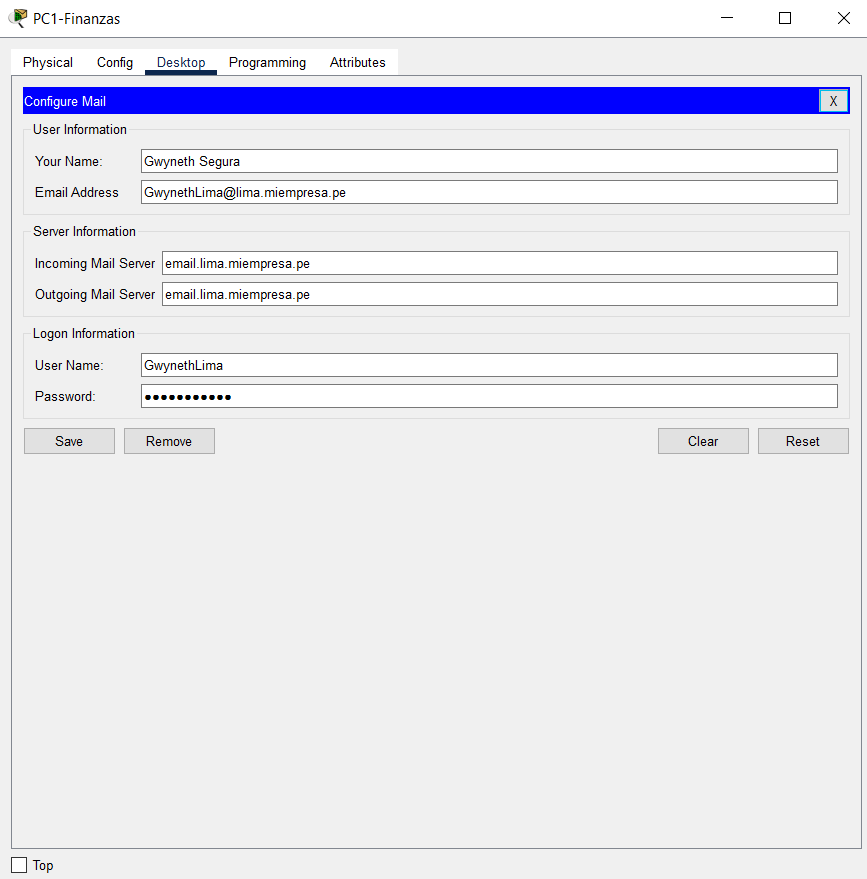 PC1-Finanzas
Physical Config Desktop Programming Attributes
Configure Mail X
User Information
Your Name: Gwyneth Segura
Email Address GwynethLima@lima.miempresa.pe
Server Information
Incoming Mail Server email.lima.miempresa.pe
Outgoing Mail Server email.lima.miempresa.pe
Logon Information
User Name: GwynethLima
Password: ●●●●●●●●●●●
Save Remove Clear Reset
Top